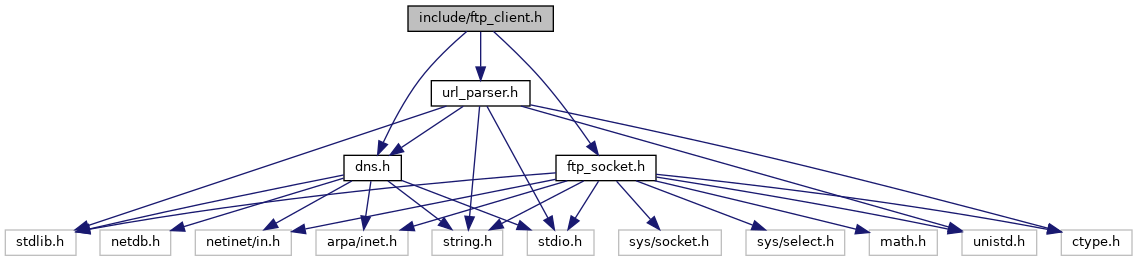 include/ftp_client.h
url_parser.h
dns.h
ftp_socket.h
stdlib.h
netdb.h
netinet/in.h
arpa/inet.h
string.h
stdio.h
sys/socket.h
sys/select.h
math.h
unistd.h
ctype.h